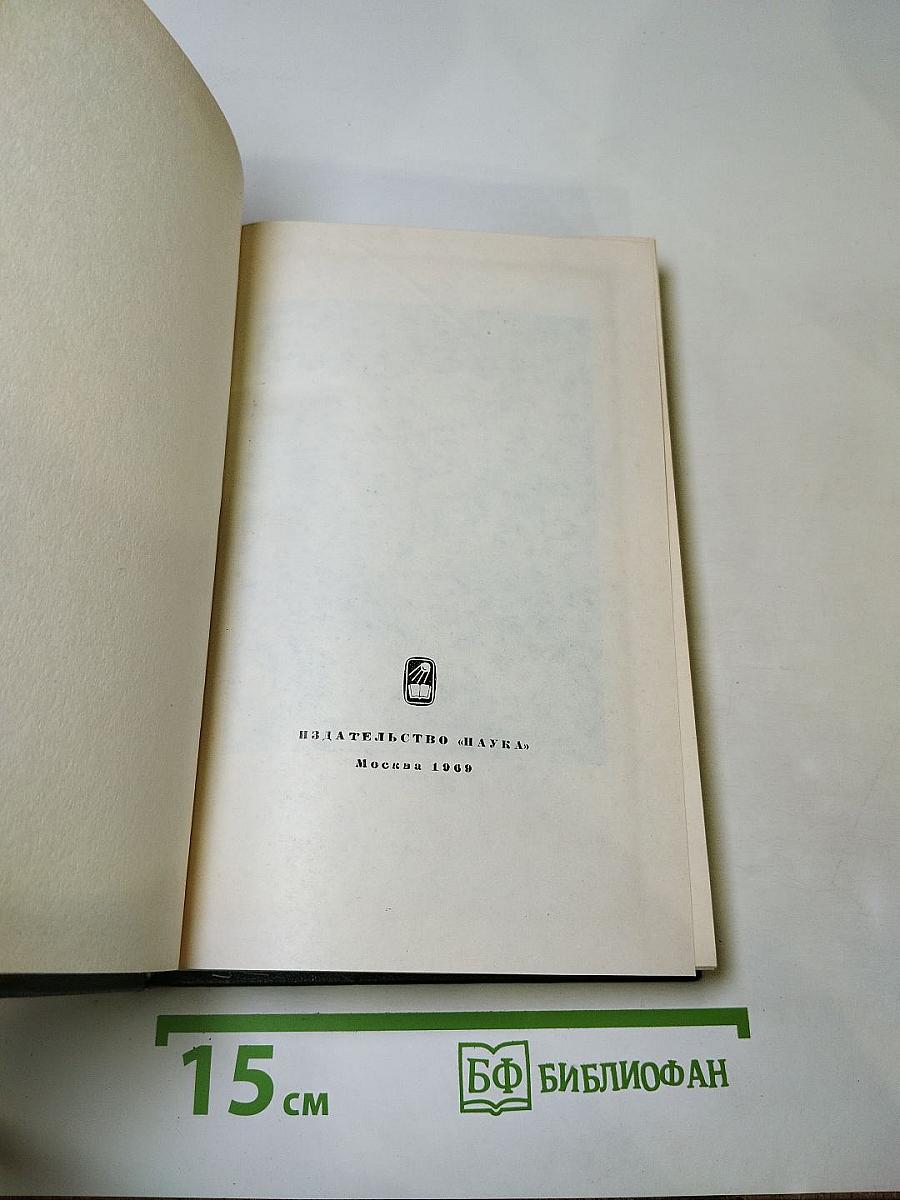 ИЗДАТЕЛЬСТВО «НАУКА»
Москва 1969
15 см
БФ БИБЛИОФАН